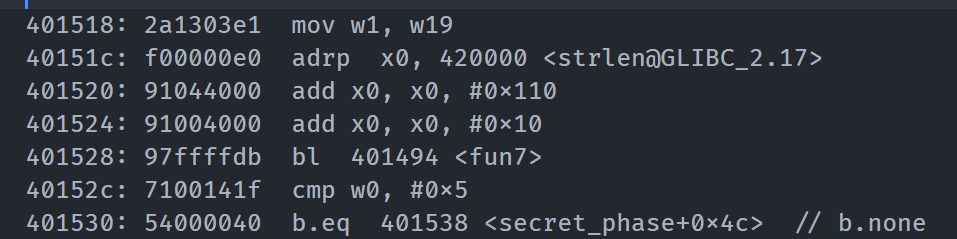 401518: 2a1303e1 mov w1, w19
40151c: f00000e0 adrp x0, 420000 <strlen@GLIBC_2.17>
401520: 91044000 add x0, x0, #0×110
401524: 91004000 add x0, x0, #0×10
401528: 97ffffdb bl 401494 <fun7>
40152c: 7100141f cmp w0, #0×5
401530: 54000040 b.eq 401538 <secret_phase+0×4c> // b.none